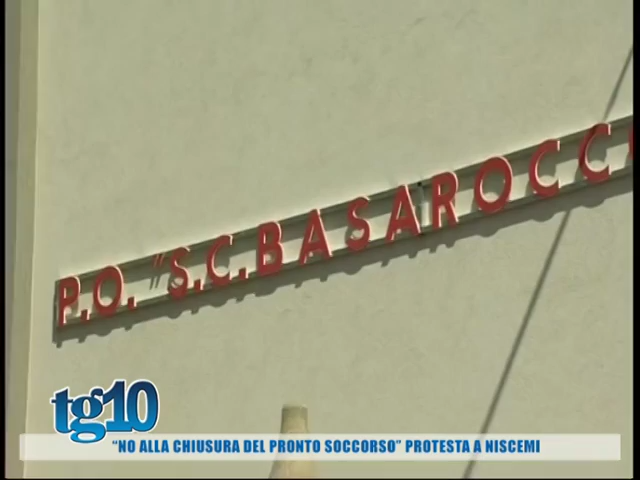 P.O. "S.C. BASAROCC
tg10
“NO ALLA CHIUSURA DEL PRONTO SOCCORSO” PROTESTA A NISCEMI